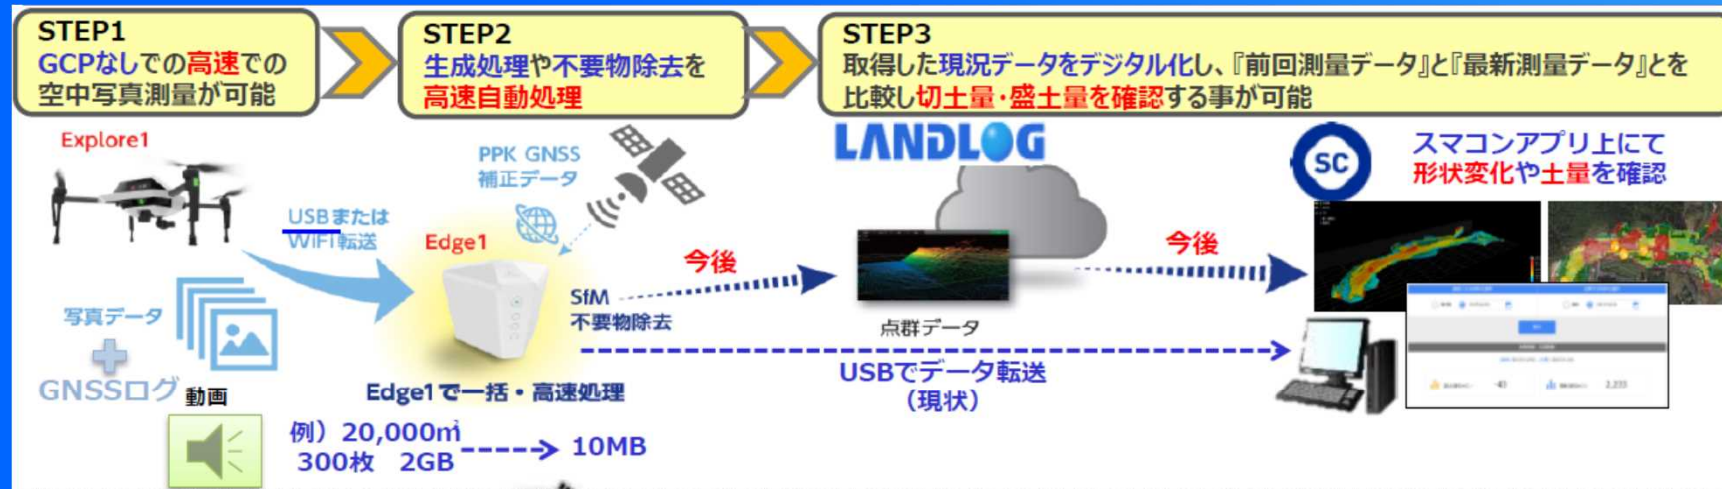 STEP1
GCPなしでの高速での
空中写真測量が可能
STEP2
生成処理や不要物除去を
高速自動処理
STEP3
取得した現況データをデジタル化し、『前回測量データ』と『最新測量データ』とを
比較し切土量・盛土量を確認する事が可能
Explore1
USBまたは
WIFI転送
PPK GNSS
補正データ
Edge1
SfM
不要物除去
今後
LANDLOG
点群データ
今後
SC
スマコンアプリ上にて
形状変化や土量を確認
写真データ
GNSSログ
動画
Edge1で一括・高速処理
USBでデータ転送
（現状）
例）20,000㎡
300枚 2GB
10MB
-43
2,233